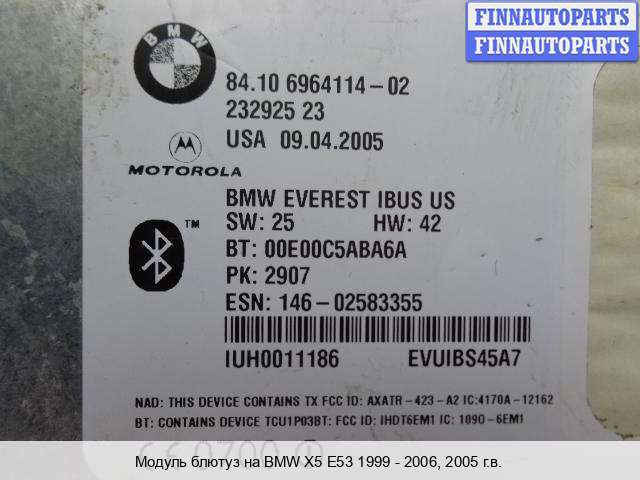 FINNAUTOPARTS
FINNAUTOPARTS
BMW
84.10 6964114-02
232925 23
USA 09.04.2005
MOTOROLA
BMW EVEREST IBUS US
SW: 25 HW: 42
TM
BT: 00E00C5ABA6A
PK: 2907
ESN: 146-02583355
IUH0011186 EVUIBS45A7
NAD: THIS DEVICE CONTAINS TX FCC ID: AXATR-423-A2 IC:4170A-12162
BT: CONTAINS DEVICE TCU1P03BT: FCC ID: IHDT6EM1 IC: 1090-6EM1
Модуль блютуз на BMW X5 E53 1999 - 2006, 2005 г.в.